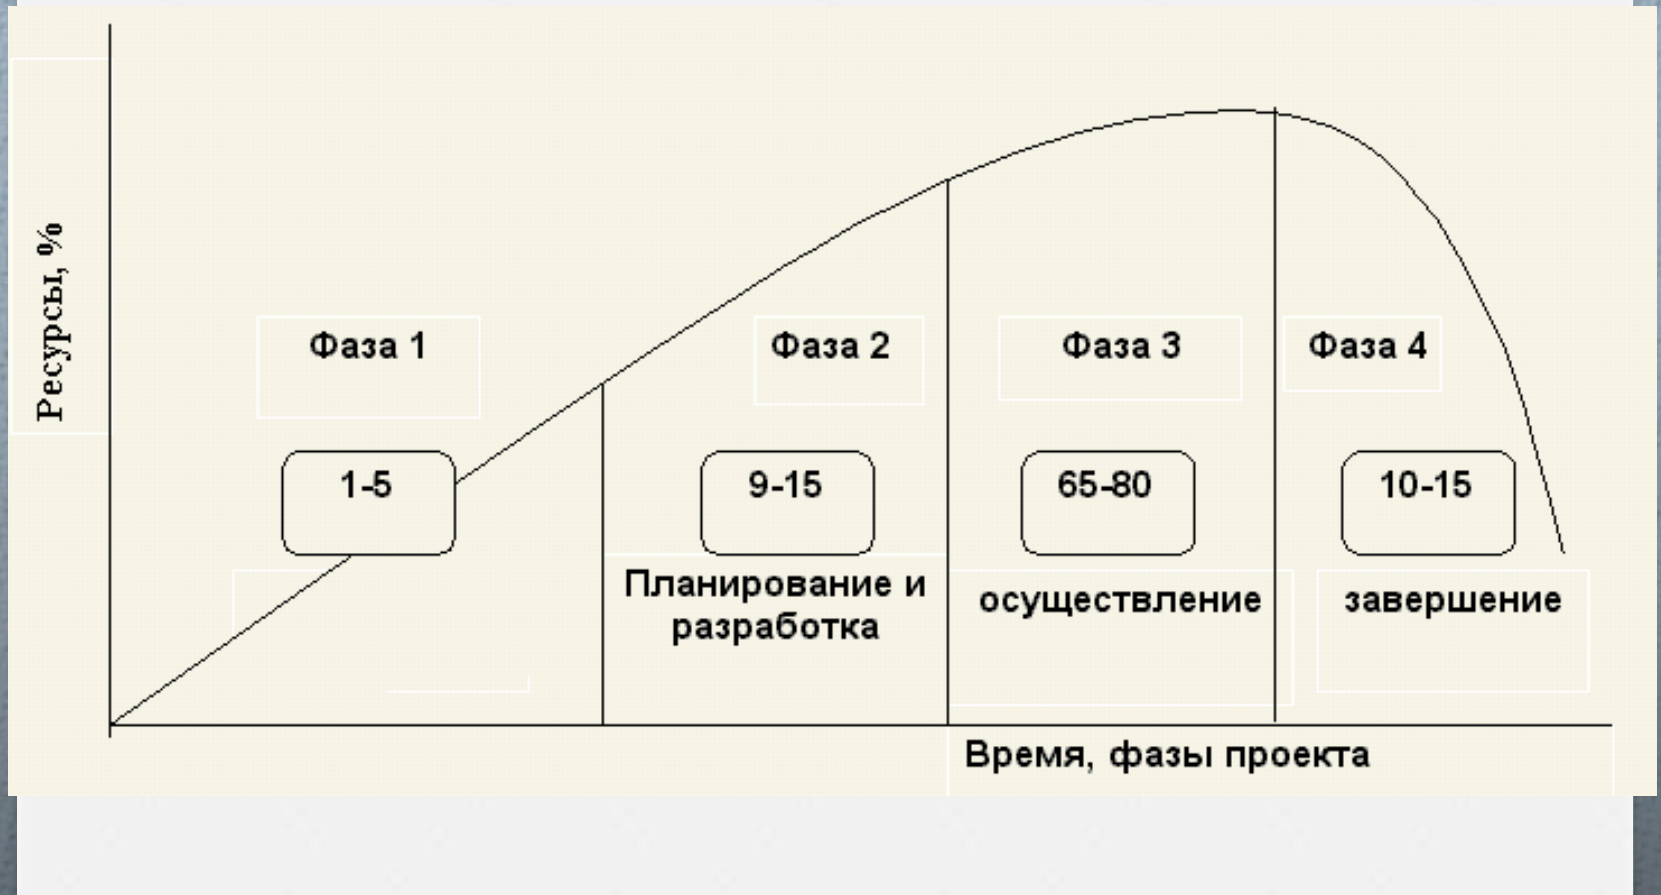 Ресурсы, %
Фаза 1
Фаза 2
Фаза 3
Фаза 4
1-5
9-15
65-80
10-15
Планирование и
разработка
осуществление
завершение
Время, фазы проекта